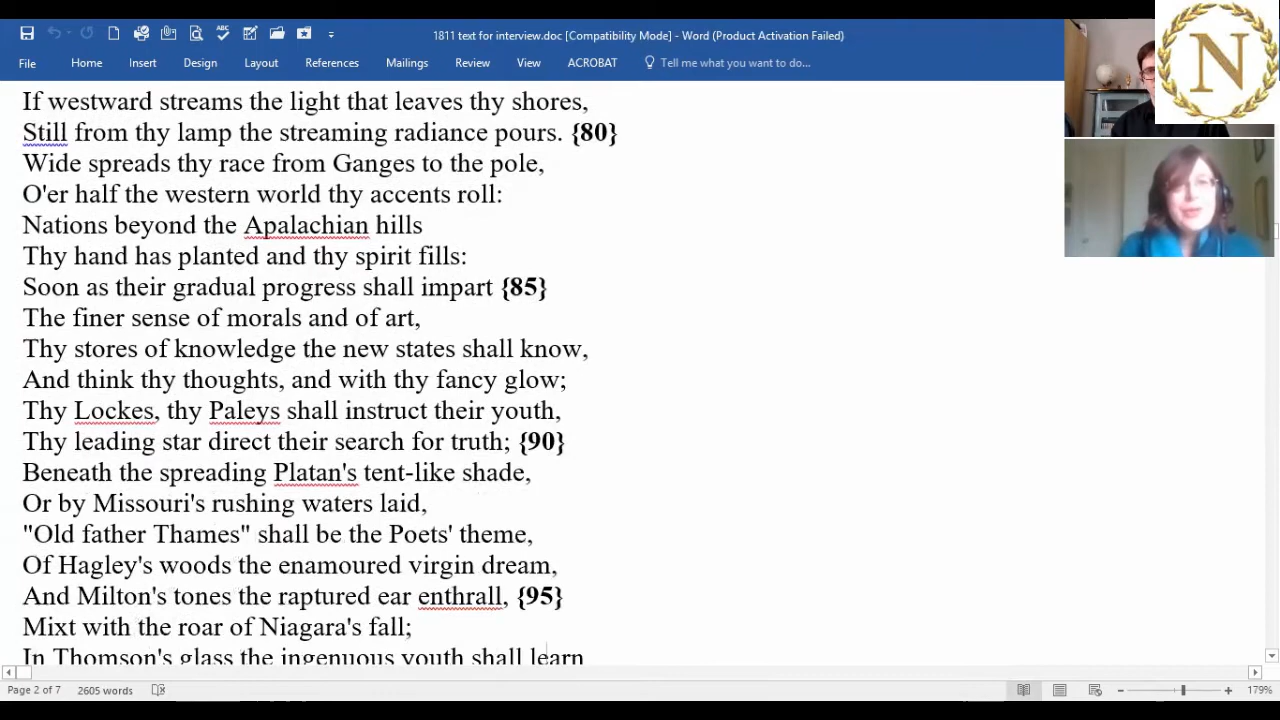 1811 text for interview.doc [Compatibility Mode] - Word (Product Activation Failed)
File Home Insert Design Layout References Mailings Review View ACROBAT Tell me what you want to do...
If westward streams the light that leaves thy shores,
Still from thy lamp the streaming radiance pours. {80}
Wide spreads thy race from Ganges to the pole,
O'er half the western world thy accents roll:
Nations beyond the Apalachian hills
Thy hand has planted and thy spirit fills:
Soon as their gradual progress shall impart {85}
The finer sense of morals and of art,
Thy stores of knowledge the new states shall know,
And think thy thoughts, and with thy fancy glow;
Thy Lockes, thy Paleys shall instruct their youth,
Thy leading star direct their search for truth; {90}
Beneath the spreading Platan's tent-like shade,
Or by Missouri's rushing waters laid,
"Old father Thames" shall be the Poets' theme,
Of Hagley's woods the enamoured virgin dream,
And Milton's tones the raptured ear enthrall, {95}
Mixt with the roar of Niagara's fall;
In Thomson's glass the ingenuous youth shall learn
Page 2 of 7 2605 words 179%
N
ABC